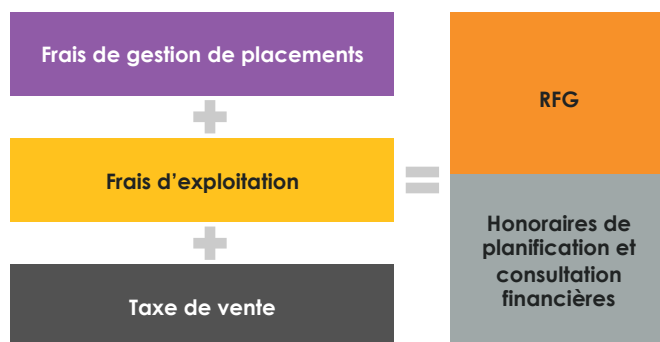 Frais de gestion de placements
+
Frais d’exploitation
+
Taxe de vente
=
RFG
Honoraires de
planification et
consultation
financières